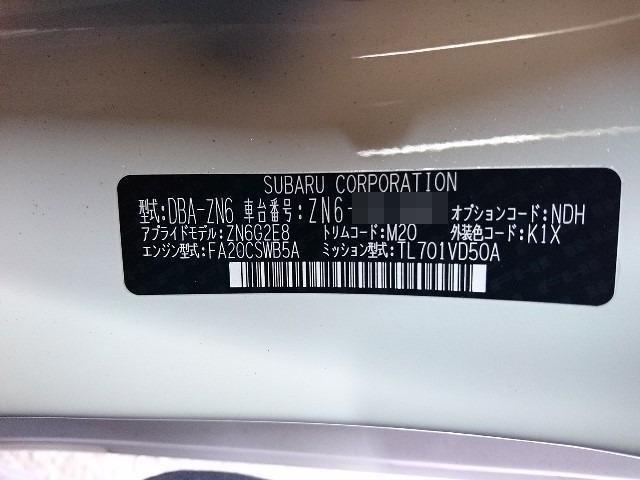 SUBARU CORPORATION
型式:DBA-ZN6 車台番号:ZN6- オプションコード:NDH
アプライドモデル:ZN6G2E8 トリムコード:M20 外装色コード:K1X
エンジン型式:FA20CSWB5A ミッション型式:TL701VD50A